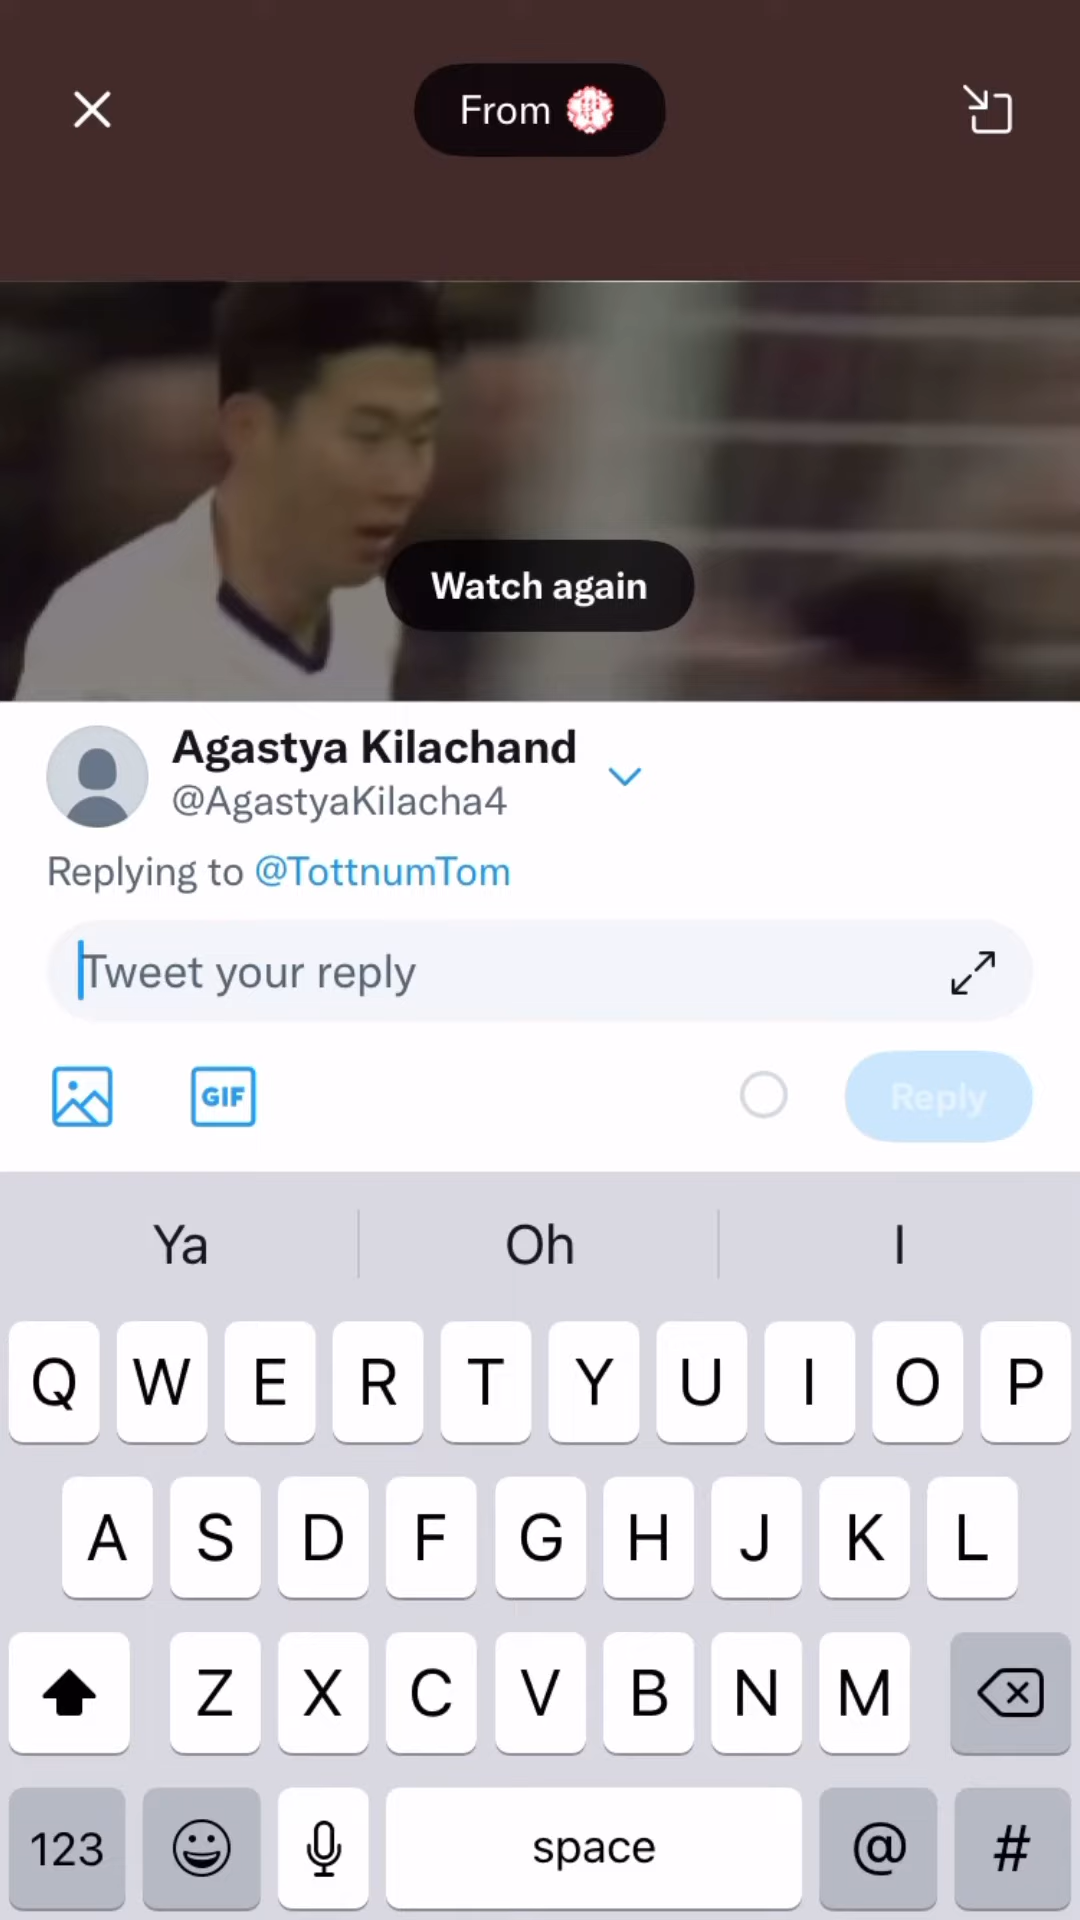 From
Watch again
Agastya Kilachand
@AgastyaKilacha4
Replying to @TottnumTom
Tweet your reply
GIF
Reply
Ya Oh I
Q W E R T Y U I O P
A S D F G H J K L
Z X C V B N M
123 space @ #